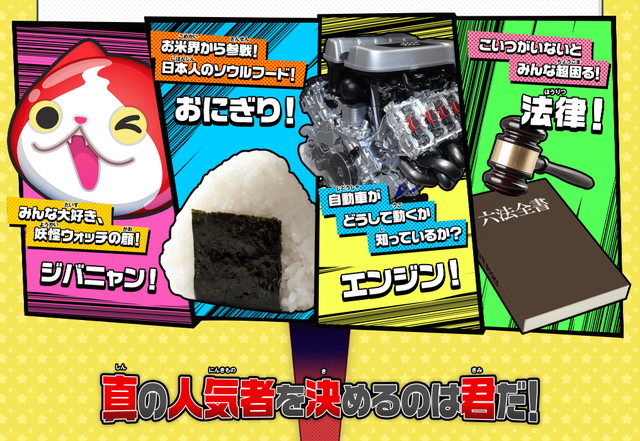 みんな大好き、
妖怪ウォッチの顔!
ジバニャン!
お米界から参戦!
日本人のソウルフード!
おにぎり!
自動車が
どうして動くか
知っているか?
エンジン!
こいつがいないと
みんな超困る!
法律!
六法全書
真の人気者を決めるのは君だ!